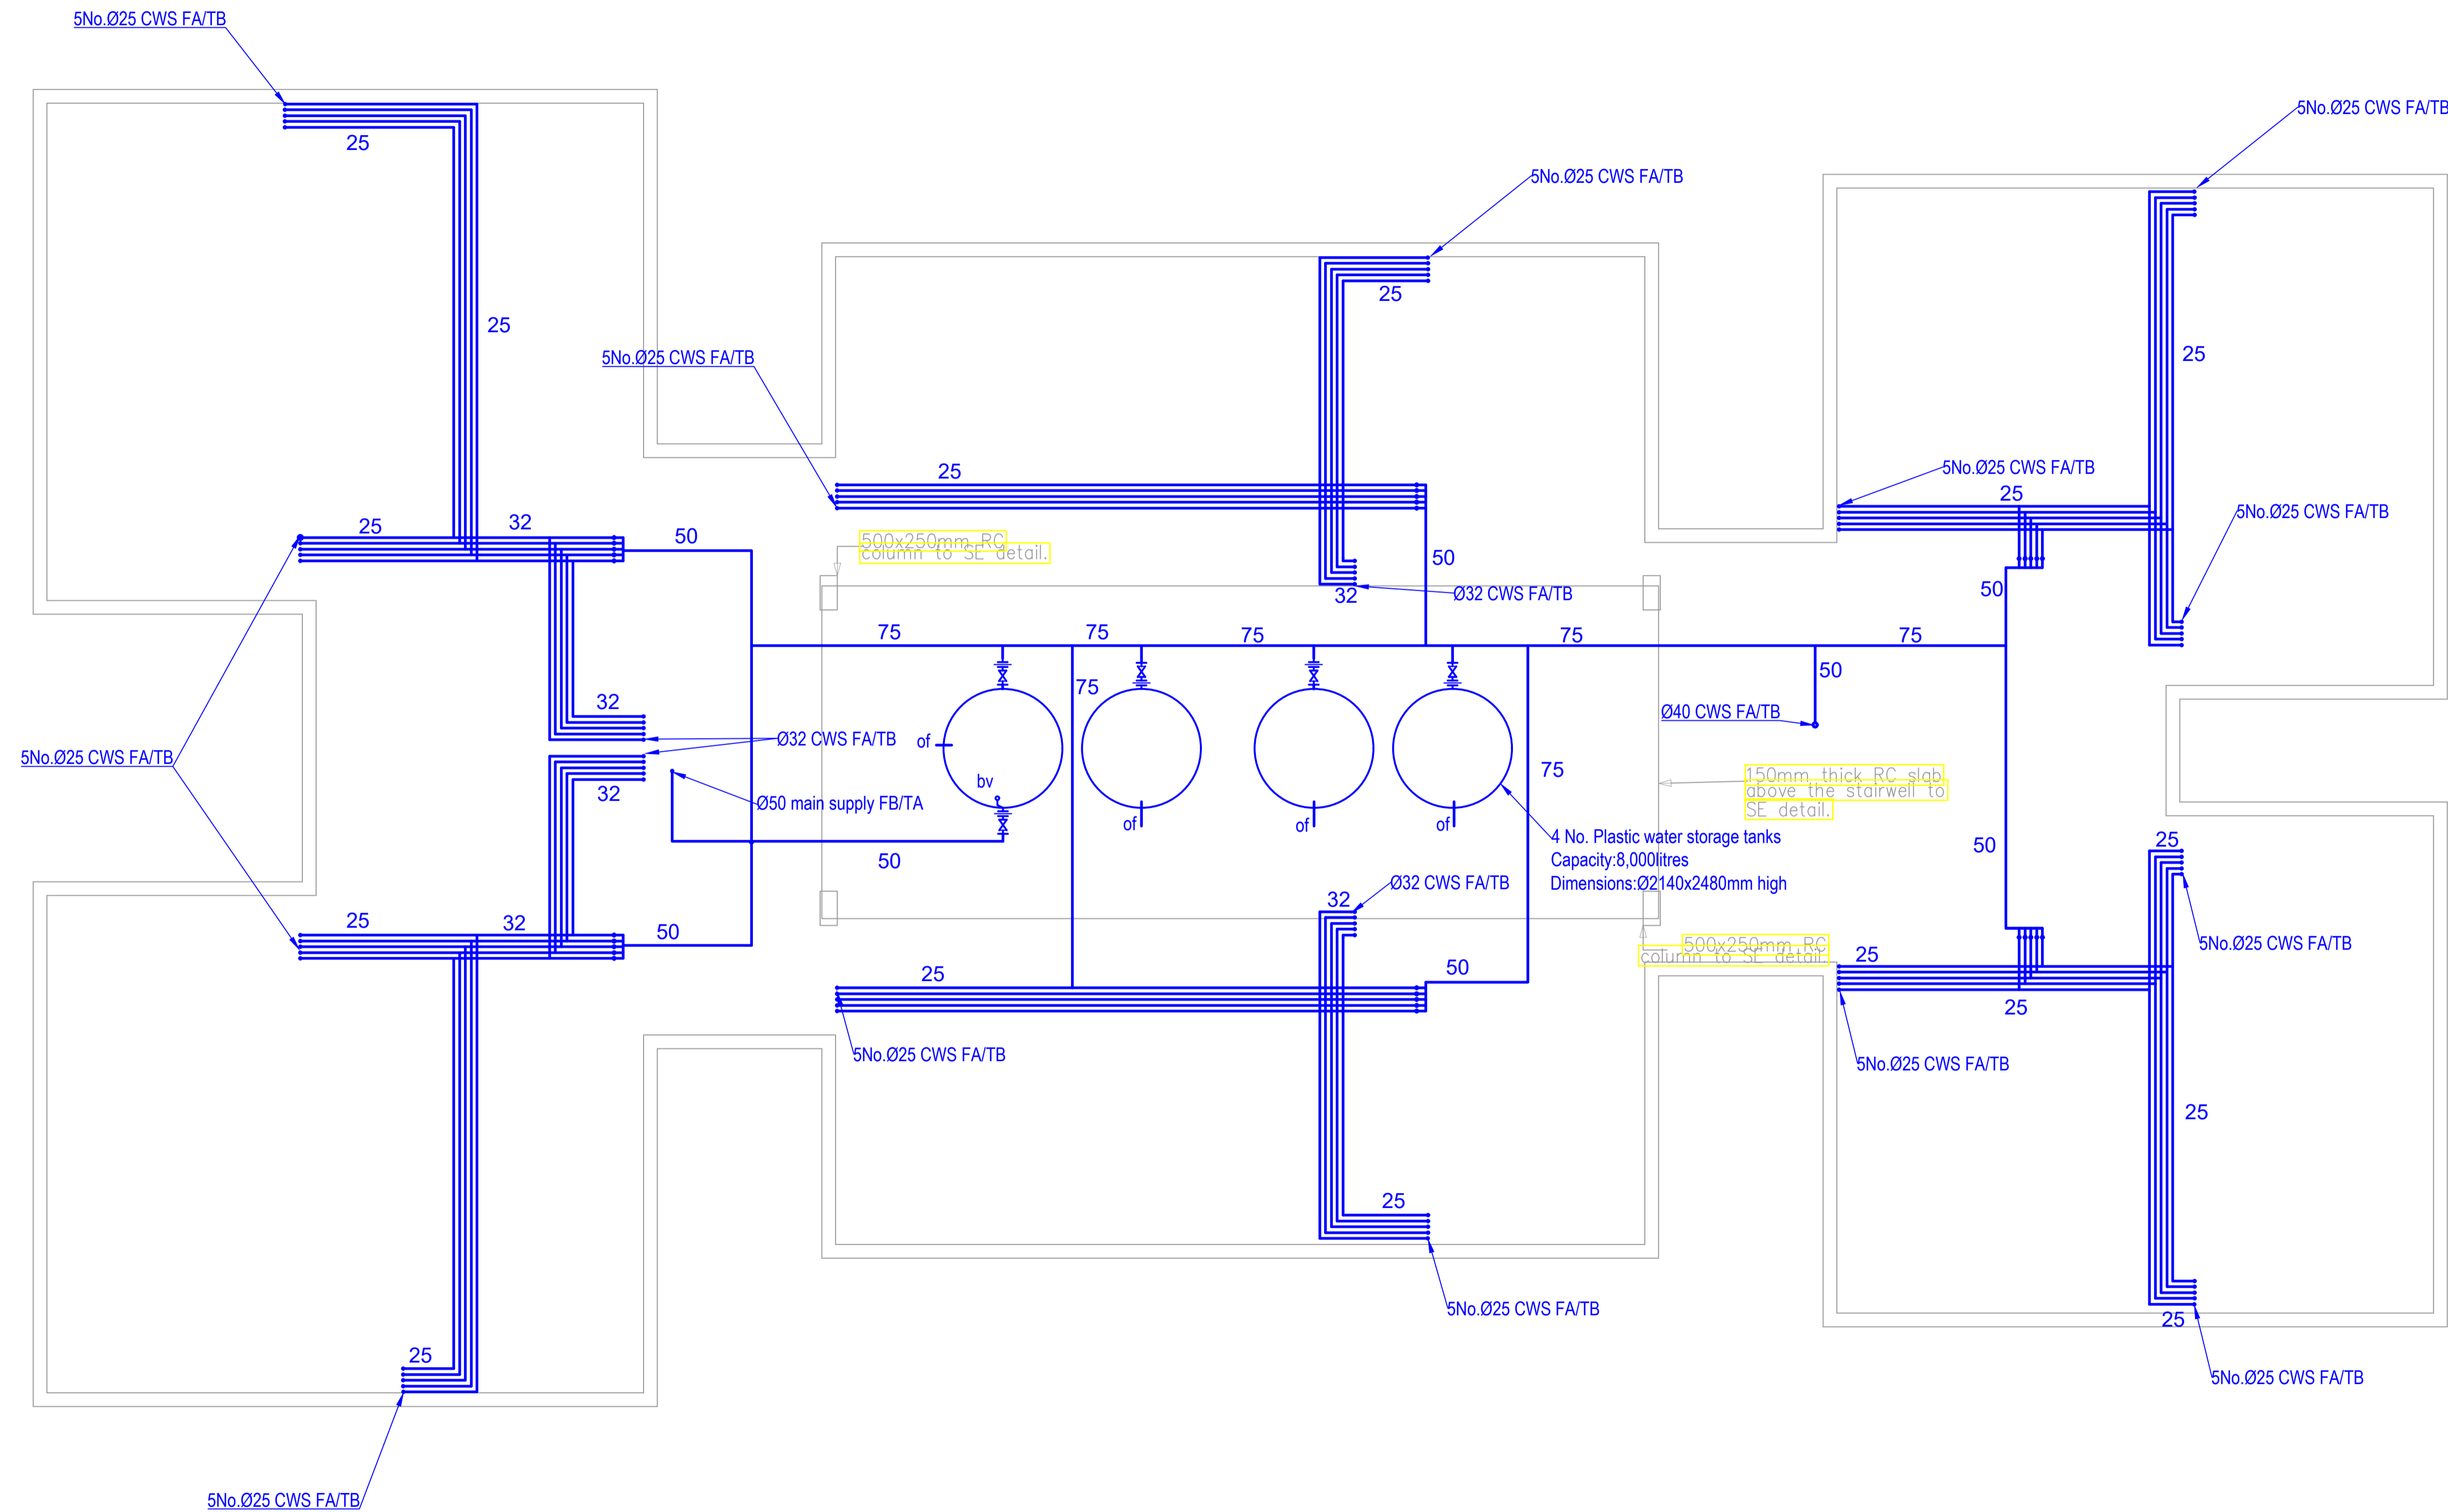 5No.Ø25 CWS FA/TB
5No.Ø25 CWS FA/TB
25
5No.Ø25 CWS FA/TB
25
25
25
5No.Ø25 CWS FA/TB
5No.Ø25 CWS FA/TB
25
25
25
32
50
5No.Ø25 CWS FA/TB
500x250mm RC
column to SE detail.
50
50
Ø32 CWS FA/TB
32
75
75
75
75
75
50
75
32
Ø40 CWS FA/TB
5No.Ø25 CWS FA/TB
Ø32 CWS FA/TB
of
bv
75
150mm thick RC slab
above the stairwell to
SE detail.
32
Ø50 main supply FB/TA
of
of
of
4 No. Plastic water storage tanks
Capacity:8,000litres
Dimensions:Ø2140x2480mm high
50
50
25
Ø32 CWS FA/TB
32
25
32
50
5No.Ø25 CWS FA/TB
500x250mm RC
column to SE detail.
25
25
50
5No.Ø25 CWS FA/TB
25
5No.Ø25 CWS FA/TB
25
25
5No.Ø25 CWS FA/TB
25
25
5No.Ø25 CWS FA/TB
5No.Ø25 CWS FA/TB